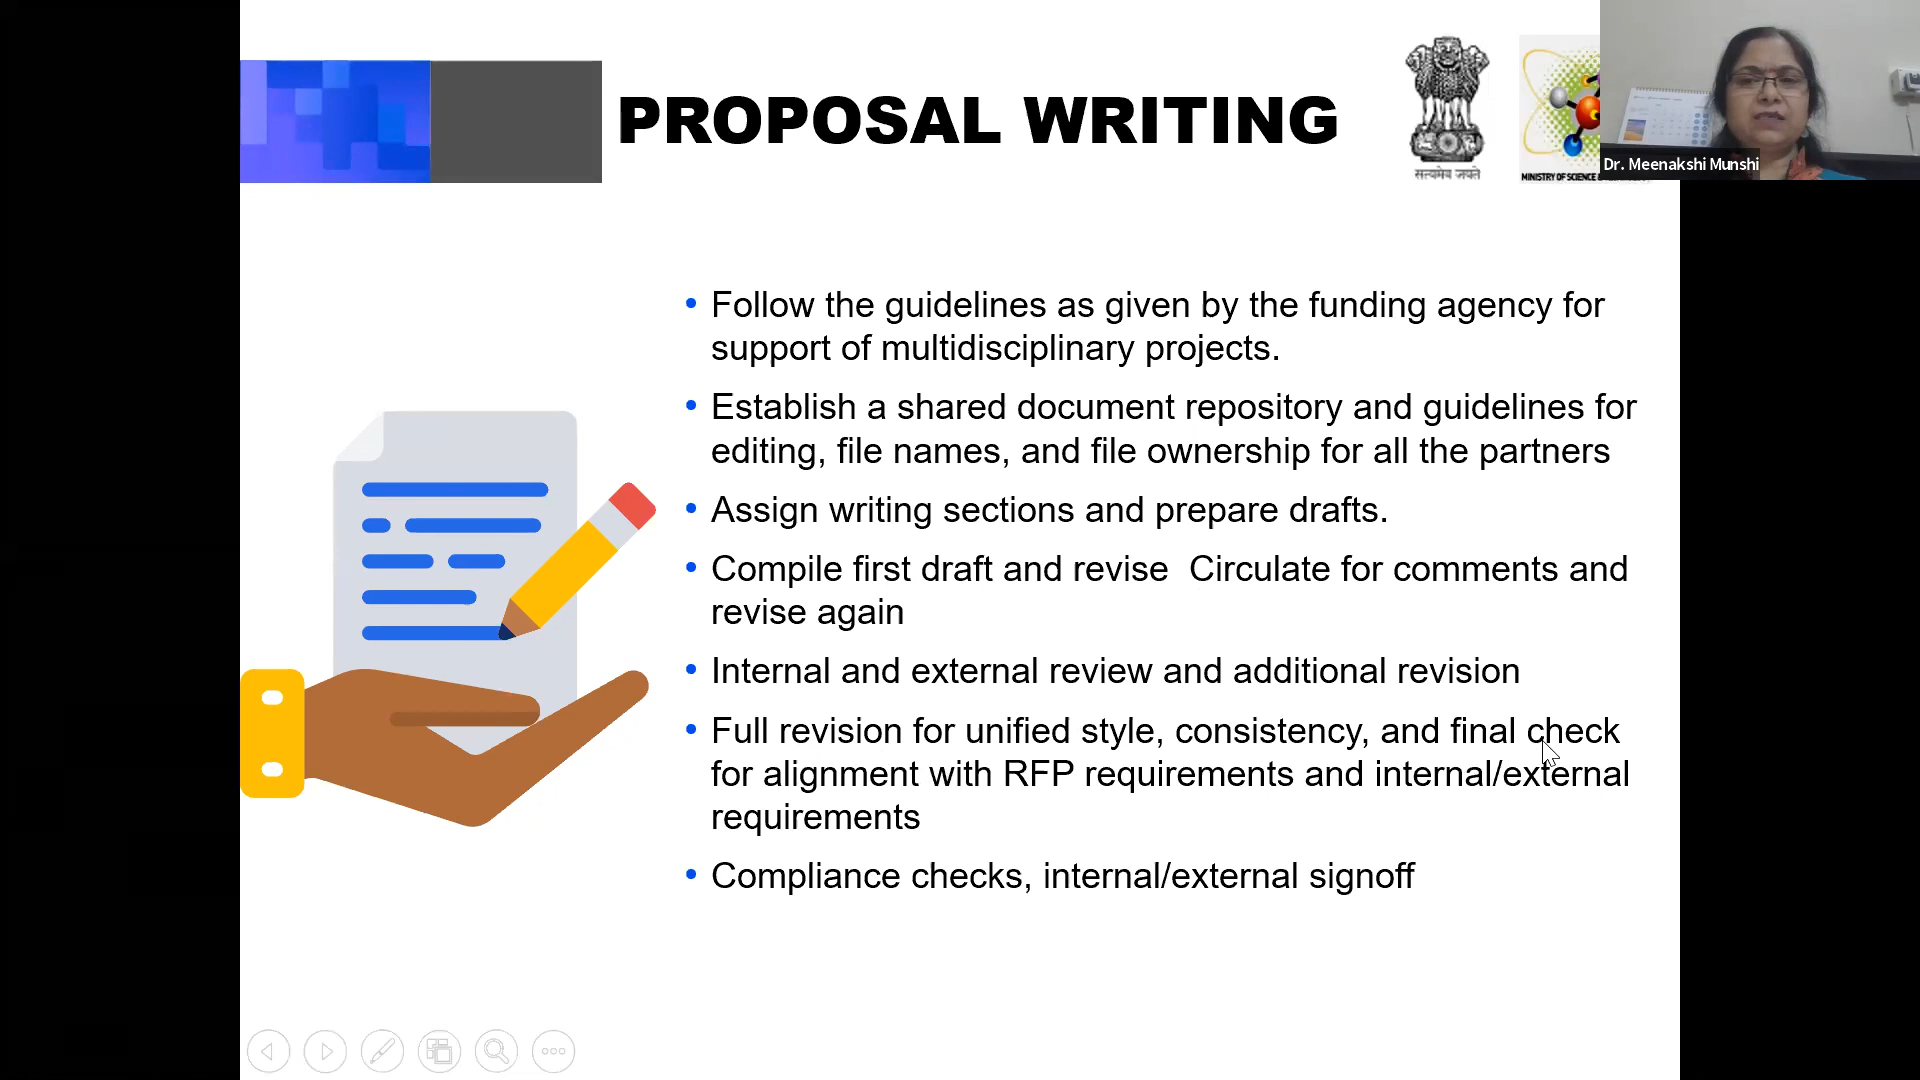 PROPOSAL WRITING
सत्यमेव जयते
MINISTRY OF SCIENCE
Dr. Meenakshi Munshi
• Follow the guidelines as given by the funding agency for
support of multidisciplinary projects.
• Establish a shared document repository and guidelines for
editing, file names, and file ownership for all the partners
• Assign writing sections and prepare drafts.
• Compile first draft and revise  Circulate for comments and
revise again
• Internal and external review and additional revision
• Full revision for unified style, consistency, and final check
for alignment with RFP requirements and internal/external
requirements
• Compliance checks, internal/external signoff